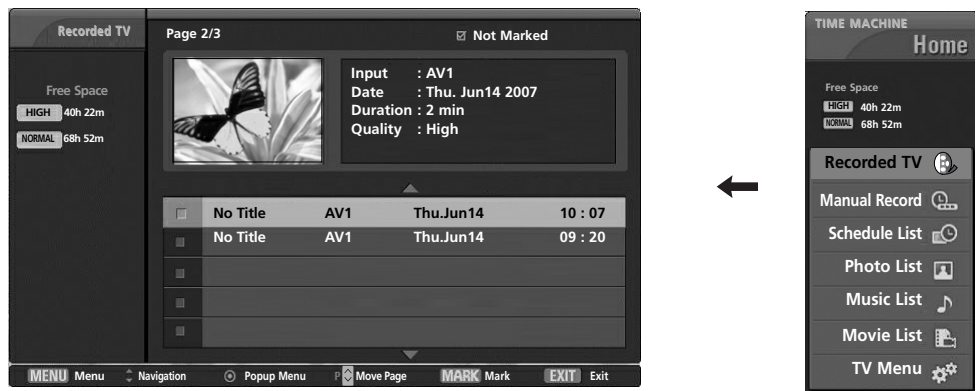 Recorded TV
Page 2/3
Not Marked
Free Space
HIGH 40h 22m
NORMAL 68h 52m
Input : AV1
Date : Thu. Jun14 2007
Duration : 2 min
Quality : High
No Title AV1 Thu.Jun14 10 : 07
No Title AV1 Thu.Jun14 09 : 20
MENU Menu Navigation Popup Menu P Move Page MARK Mark EXIT Exit
TIME MACHINE
Home
Free Space
HIGH 40h 22m
NORMAL 68h 52m
Recorded TV
Manual Record
Schedule List
Photo List
Music List
Movie List
TV Menu